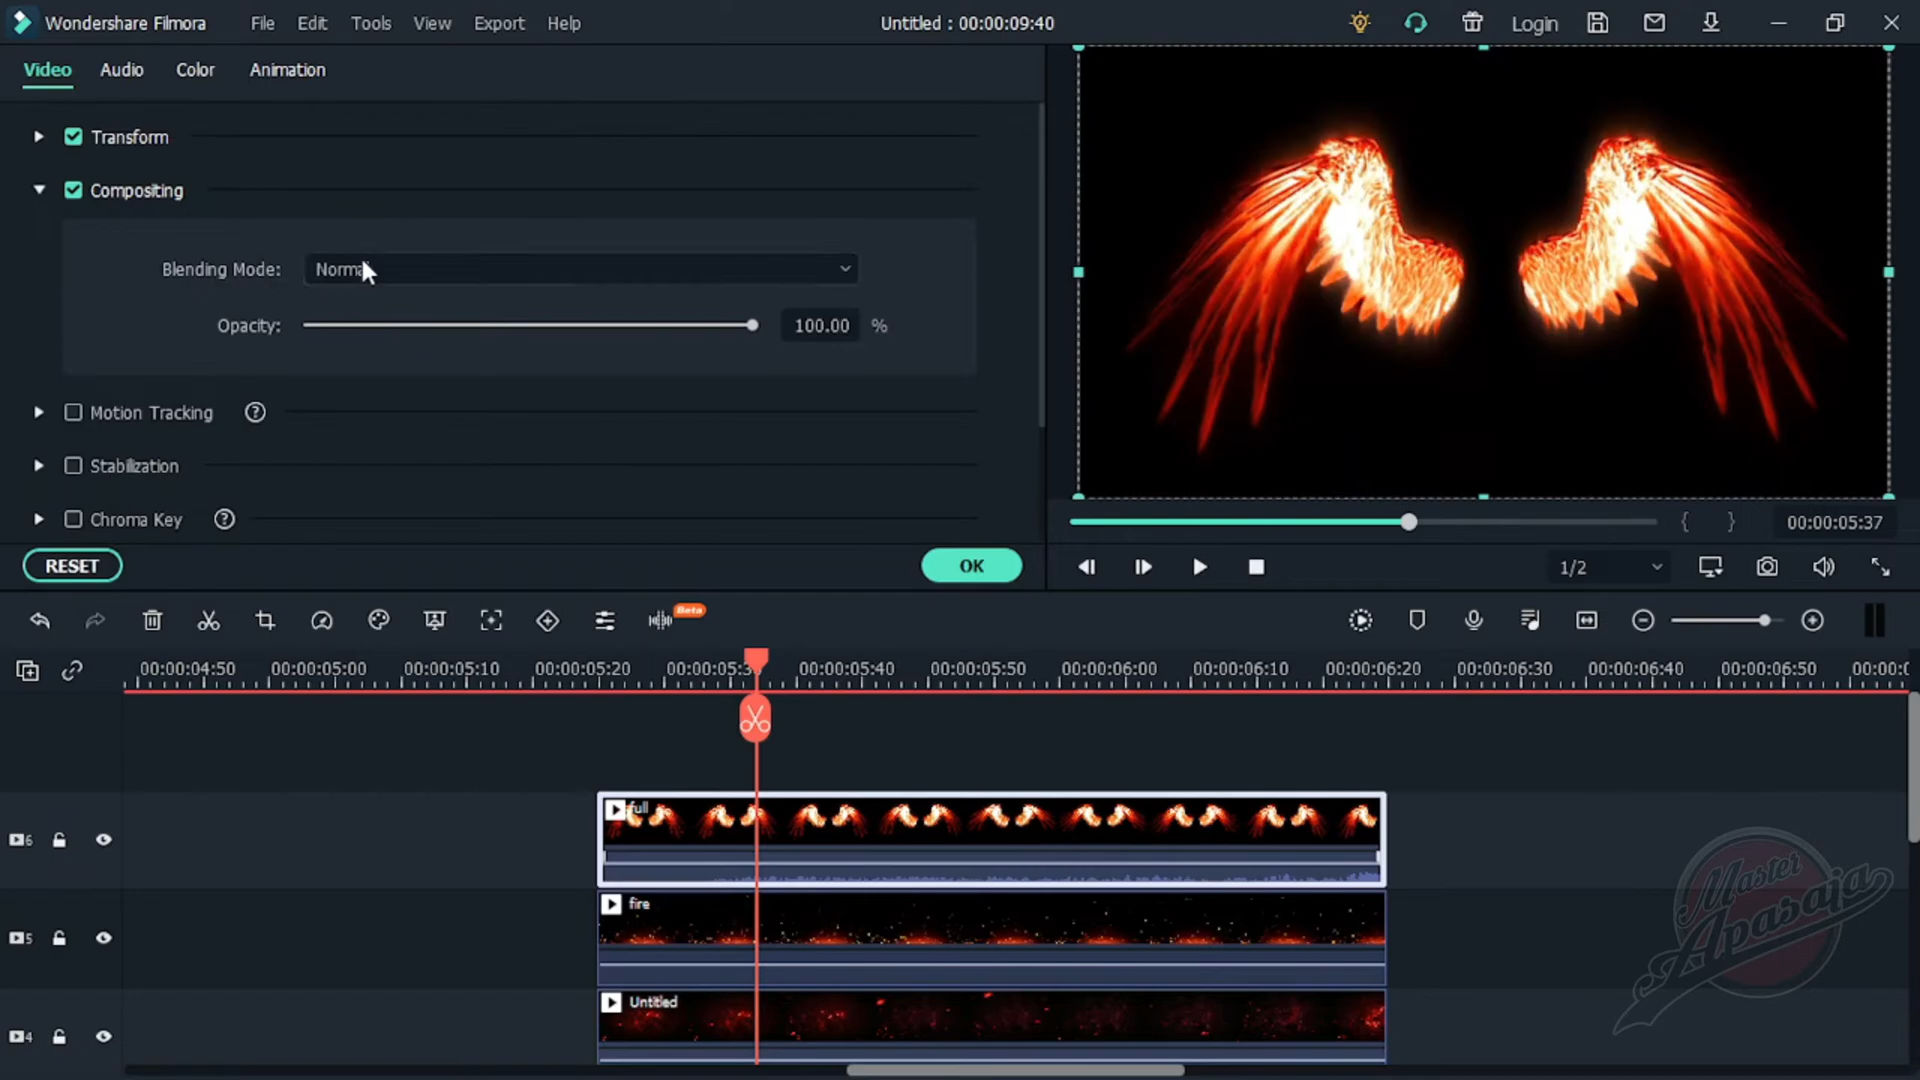 Wondershare Filmora File Edit Tools View Export Help Untitled : 00:00:09:40 Login
Video Audio Color Animation
Transform
Compositing
Blending Mode: Normal
Opacity: 100.00 %
Motion Tracking
Stabilization
Chroma Key
RESET OK
00:00:05:37
1/2
Beta
00:00:04:50 00:00:05:00 00:00:05:10 00:00:05:20 00:00:05:3 00:00:05:40 00:00:05:50 00:00:06:00 00:00:06:10 00:00:06:20 00:00:06:30 00:00:06:40 00:00:06:50 00:00:0
full
6
fire
5
Untitled
4
Master
Apasaja